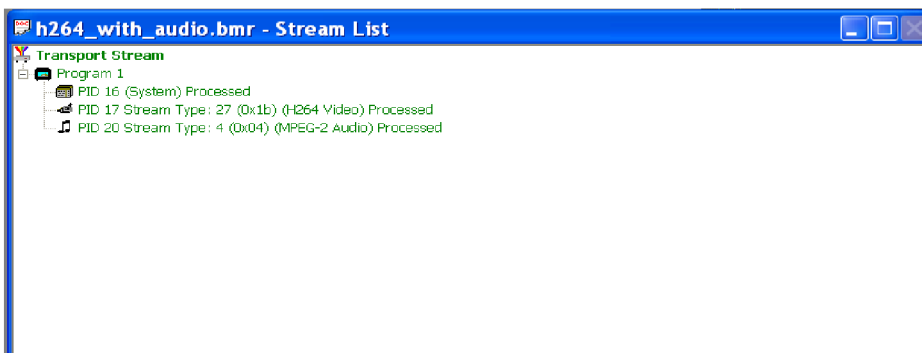 h264_with_audio.bmr - Stream List
Transport Stream
Program 1
PID 16 (System) Processed
PID 17 Stream Type: 27 (0x1b) (H264 Video) Processed
PID 20 Stream Type: 4 (0x04) (MPEG-2 Audio) Processed